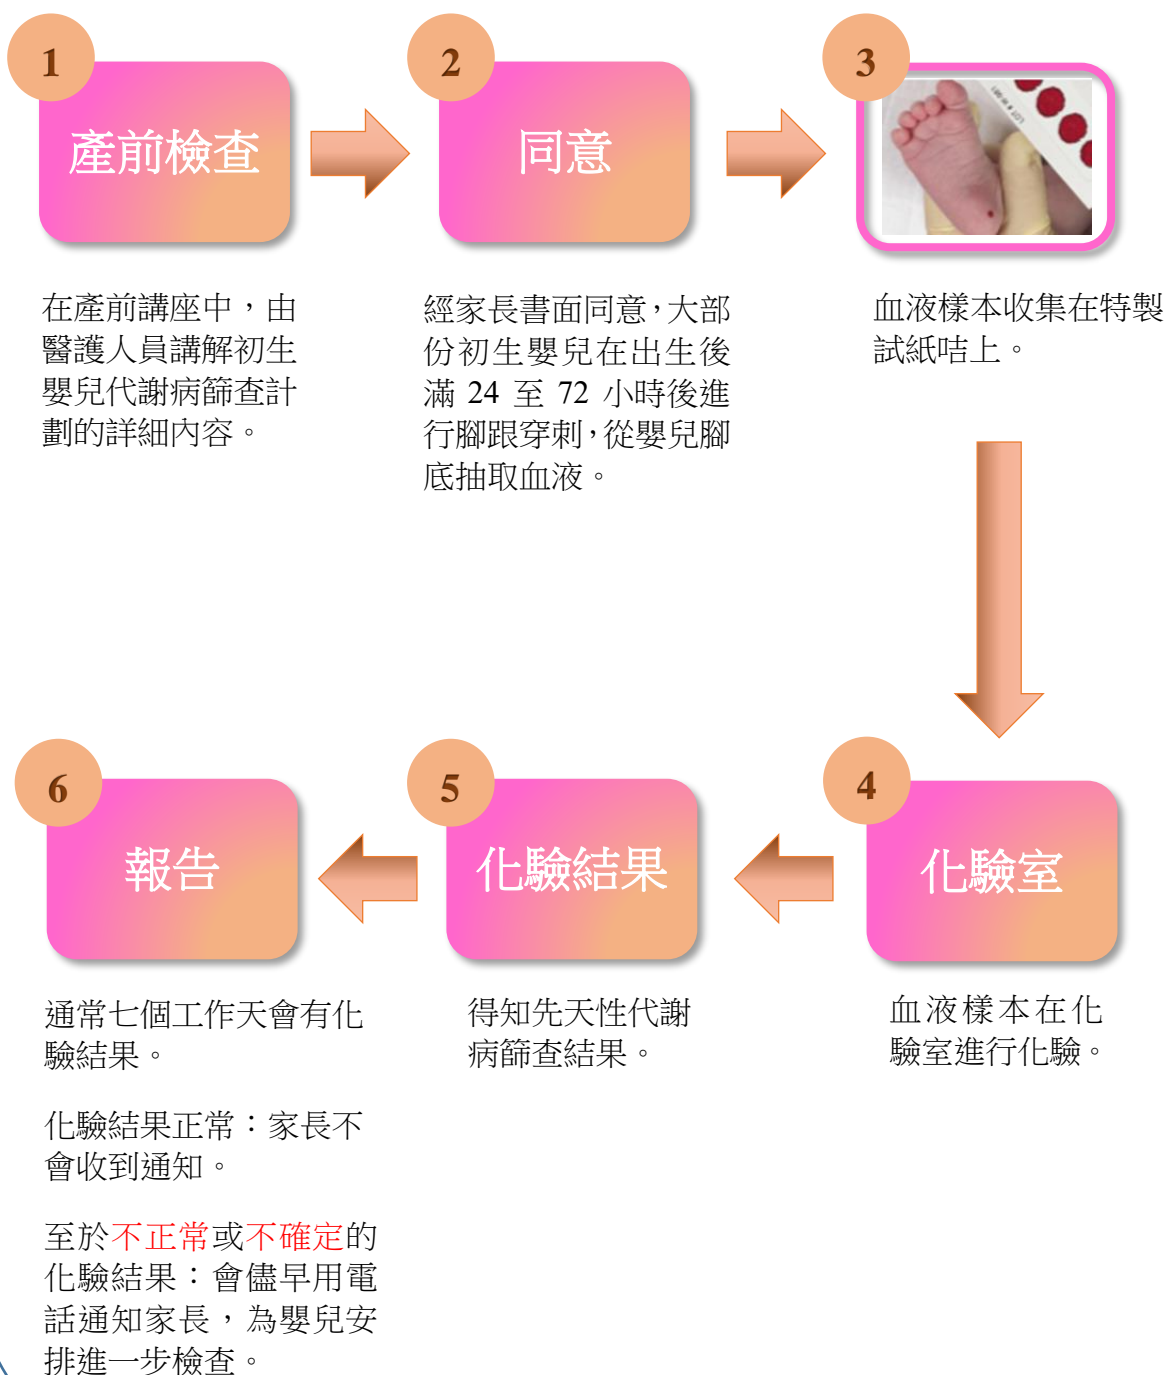 1
產前檢查
在產前講座中，由
醫護人員講解初生
嬰兒代謝病篩查計
劃的詳細內容。
2
同意
經家長書面同意，大部
份初生嬰兒在出生後
滿 24 至 72 小時後進
行腳跟穿刺，從嬰兒腳
底抽取血液。
3
血液樣本收集在特製
試紙咭上。
4
化驗室
血液樣本在化
驗室進行化驗。
5
化驗結果
得知先天性代謝
病篩查結果。
6
報告
通常七個工作天會有化
驗結果。
化驗結果正常：家長不
會收到通知。
至於不正常或不確定的
化驗結果：會儘早用電
話通知家長，為嬰兒安
排進一步檢查。